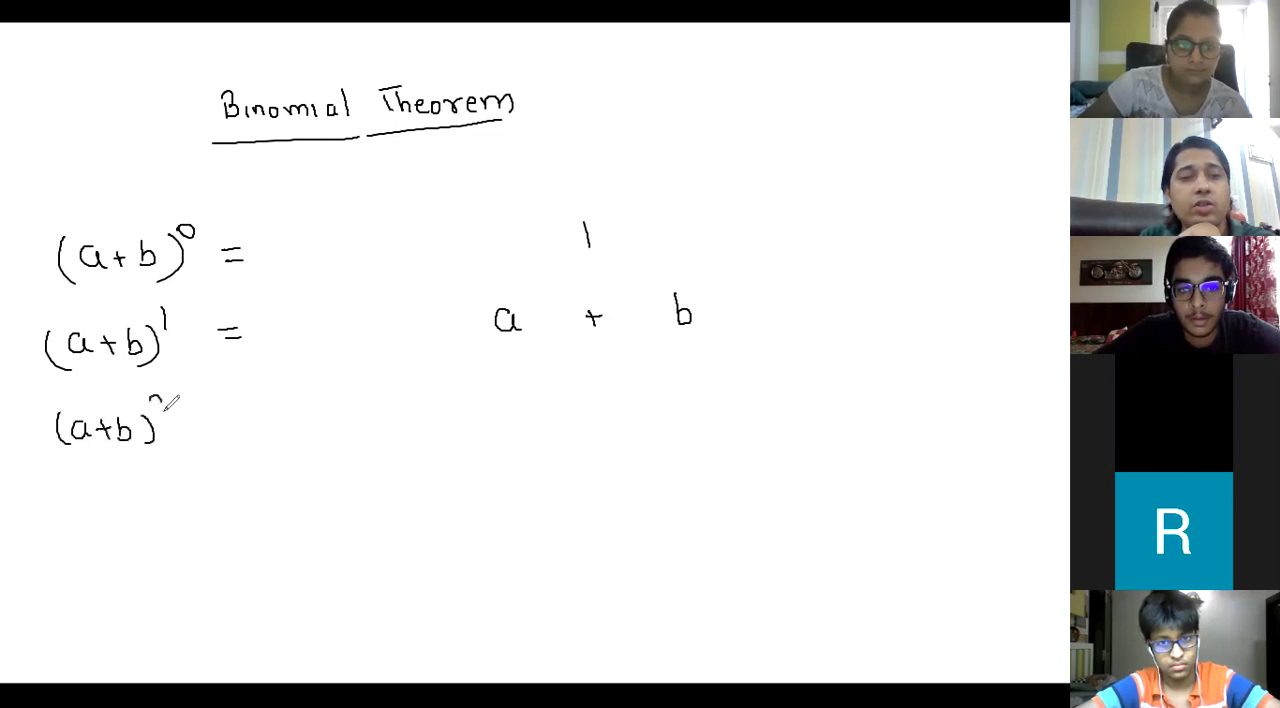 Binomial Theorem
(a+b)^0 = 1
(a+b)^1 = a + b
(a+b)
R